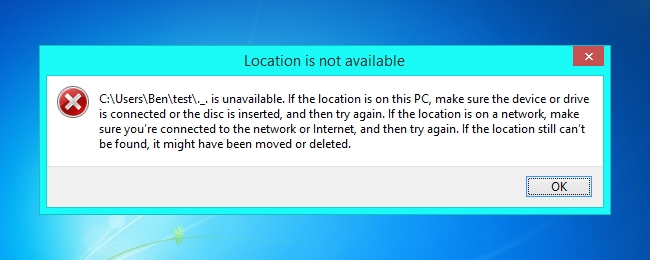 Location is not available
C:\Users\Ben\test\._. is unavailable. If the location is on this PC, make sure the device or drive
is connected or the disc is inserted, and then try again. If the location is on a network, make
sure you’re connected to the network or Internet, and then try again. If the location still can’t
be found, it might have been moved or deleted.
OK